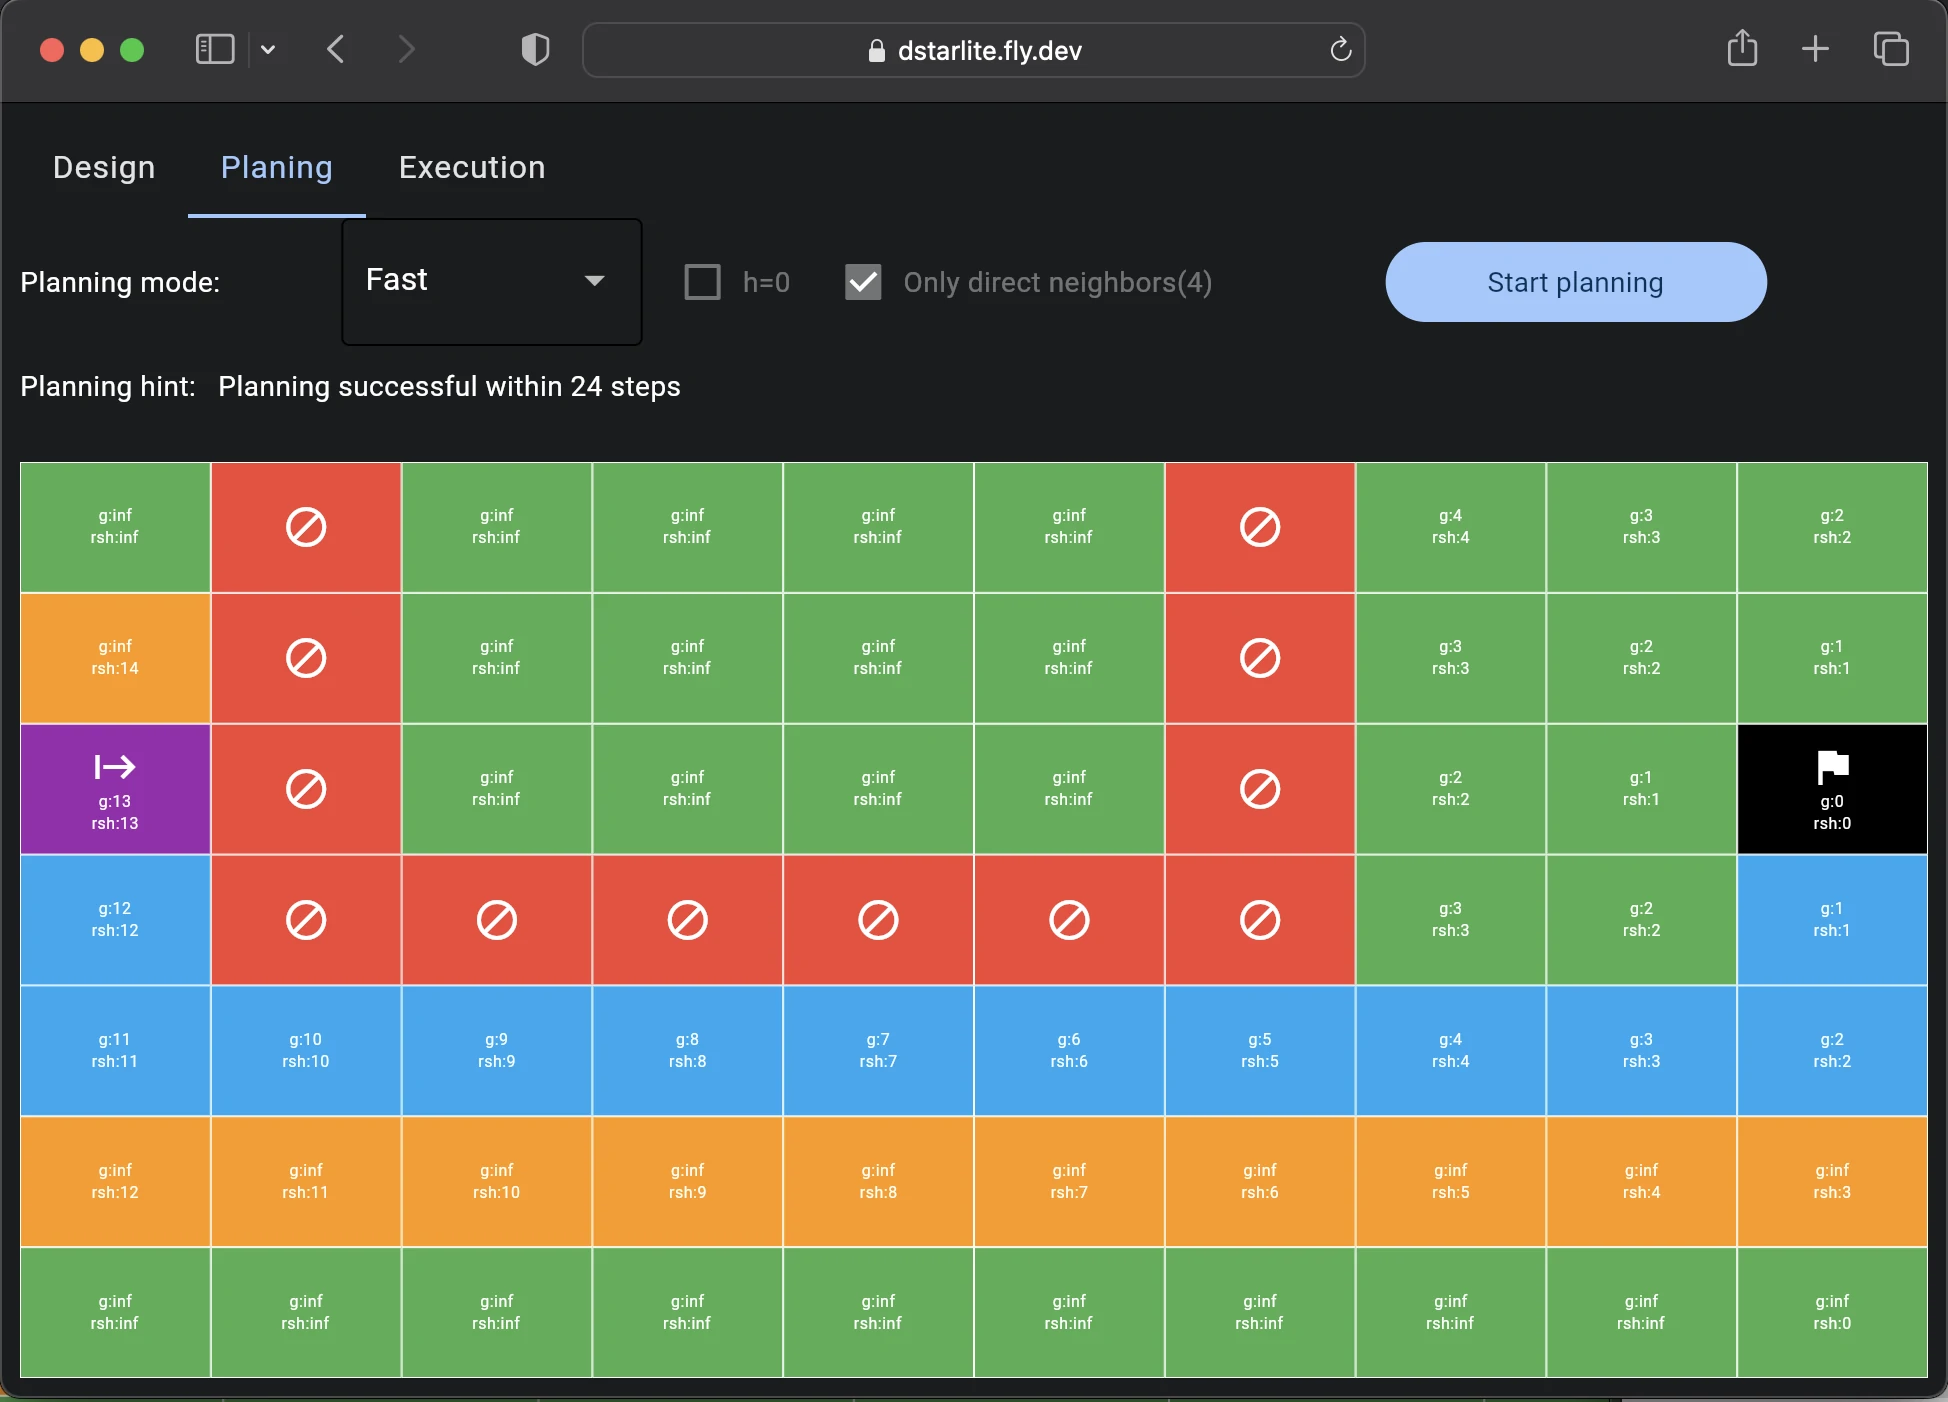 dstarlite.fly.dev
Design Planing Execution
Planning mode: Fast h=0 Only direct neighbors(4) Start planning
Planning hint: Planning successful within 24 steps
g:inf g:inf g:inf g:inf g:inf g:4 g:3 g:2
rsh:inf rsh:inf rsh:inf rsh:inf rsh:inf rsh:4 rsh:3 rsh:2
g:inf g:inf g:inf g:inf g:inf g:3 g:2 g:1
rsh:14 rsh:inf rsh:inf rsh:inf rsh:inf rsh:3 rsh:2 rsh:1
g:13 g:inf g:inf g:inf g:inf g:2 g:1 g:0
rsh:13 rsh:inf rsh:inf rsh:inf rsh:inf rsh:2 rsh:1 rsh:0
g:12 g:3 g:2 g:1
rsh:12 rsh:3 rsh:2 rsh:1
g:11 g:10 g:9 g:8 g:7 g:6 g:5 g:4 g:3 g:2
rsh:11 rsh:10 rsh:9 rsh:8 rsh:7 rsh:6 rsh:5 rsh:4 rsh:3 rsh:2
g:inf g:inf g:inf g:inf g:inf g:inf g:inf g:inf g:inf g:inf
rsh:12 rsh:11 rsh:10 rsh:9 rsh:8 rsh:7 rsh:6 rsh:5 rsh:4 rsh:3
g:inf g:inf g:inf g:inf g:inf g:inf g:inf g:inf g:inf g:inf
rsh:inf rsh:inf rsh:inf rsh:inf rsh:inf rsh:inf rsh:inf rsh:inf rsh:inf rsh:0